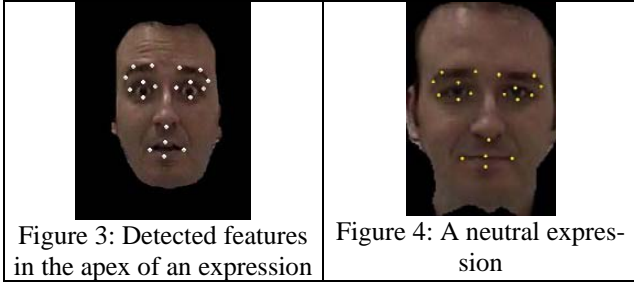 Figure 3: Detected features
in the apex of an expression
Figure 4: A neutral expres-
sion